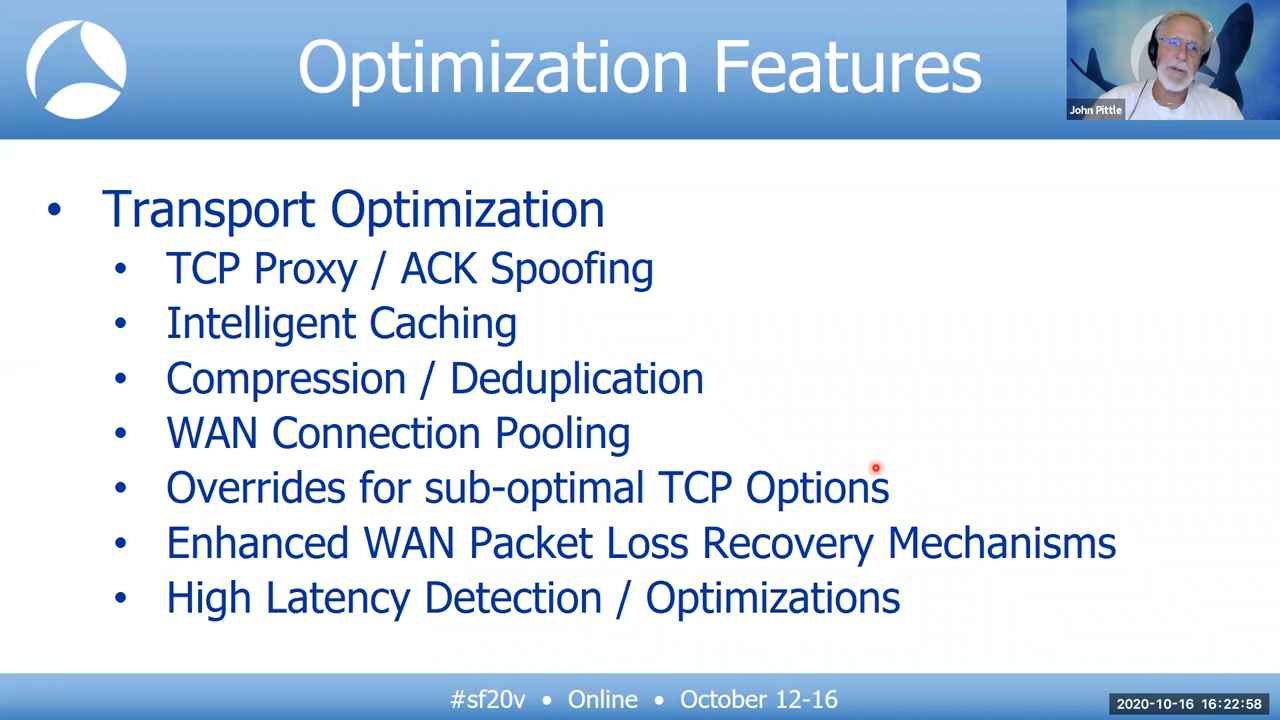 Optimization Features
John Pittle
• Transport Optimization
• TCP Proxy / ACK Spoofing
• Intelligent Caching
• Compression / Deduplication
• WAN Connection Pooling
• Overrides for sub-optimal TCP Options
• Enhanced WAN Packet Loss Recovery Mechanisms
• High Latency Detection / Optimizations
#sf20v • Online • October 12-16
2020-10-16 16:22:58